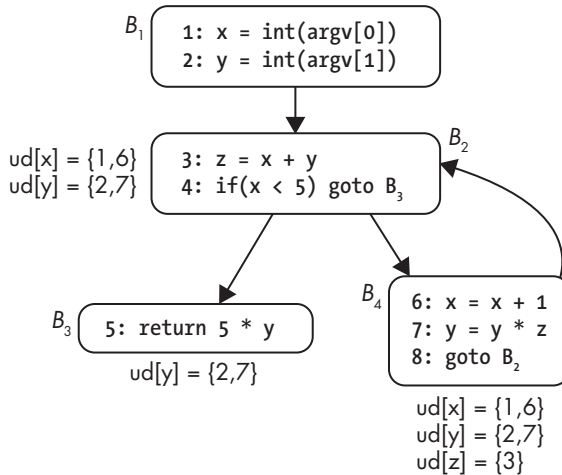 B₁
1: x = int(argv[0])
2: y = int(argv[1])
ud[x] = {1,6}
ud[y] = {2,7}
B₂
3: z = x + y
4: if(x < 5) goto B₃
B₃
5: return 5 * y
ud[y] = {2,7}
B₄
6: x = x + 1
7: y = y * z
8: goto B₂
ud[x] = {1,6}
ud[y] = {2,7}
ud[z] = {3}